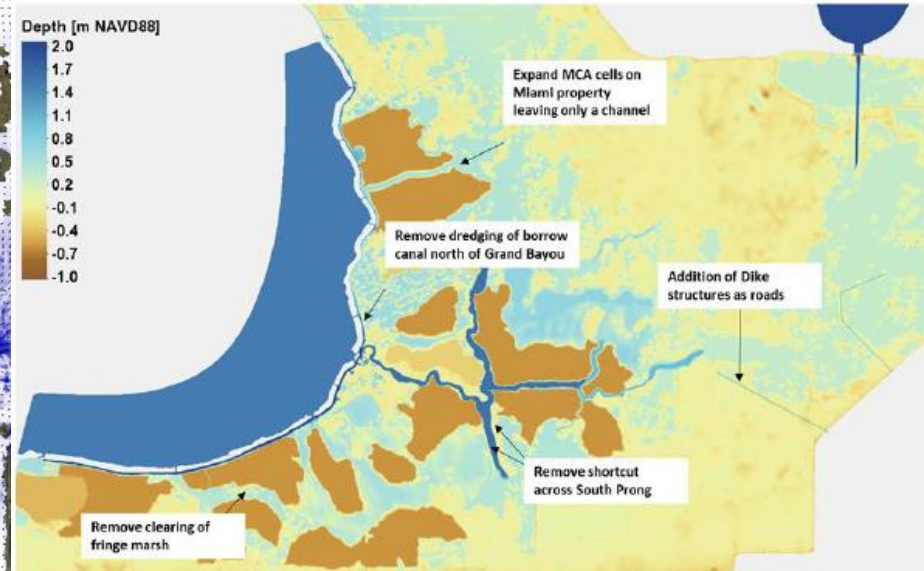 Depth [m NAVD88]
2.0
1.7
1.4
1.1
0.8
0.5
0.2
-0.1
-0.4
-0.7
-1.0
Expand MCA cells on
Miami property
leaving only a channel
Remove dredging of borrow
canal north of Grand Bayou
Addition of Dike
structures as roads
Remove shortcut
across South Prong
Remove clearing of
fringe marsh